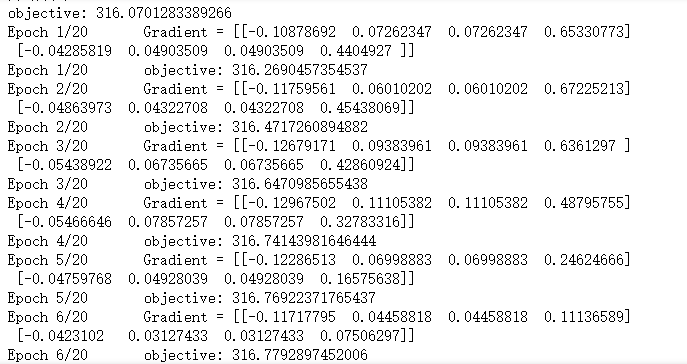 objective: 316.0701283389266
Epoch 1/20 Gradient = [[-0.10878692 0.07262347 0.07262347 0.65330773]
[-0.04285819 0.04903509 0.04903509 0.4404927 ]]
Epoch 1/20 objective: 316.2690457354537
Epoch 2/20 Gradient = [[-0.11759561 0.06010202 0.06010202 0.67225213]
[-0.04863973 0.04322708 0.04322708 0.45438069]]
Epoch 2/20 objective: 316.4717260894882
Epoch 3/20 Gradient = [[-0.12679171 0.09383961 0.09383961 0.6361297 ]
[-0.05438922 0.06735665 0.06735665 0.42860924]]
Epoch 3/20 objective: 316.6470985655438
Epoch 4/20 Gradient = [[-0.12967502 0.11105382 0.11105382 0.48795755]
[-0.05466646 0.07857257 0.07857257 0.32783316]]
Epoch 4/20 objective: 316.74143981646444
Epoch 5/20 Gradient = [[-0.12286513 0.06998883 0.06998883 0.24624666]
[-0.04759768 0.04928039 0.04928039 0.16575638]]
Epoch 5/20 objective: 316.76922371765437
Epoch 6/20 Gradient = [[-0.11717795 0.04458818 0.04458818 0.11136589]
[-0.0423102 0.03127433 0.03127433 0.07506297]]
Epoch 6/20 objective: 316.7792897452006